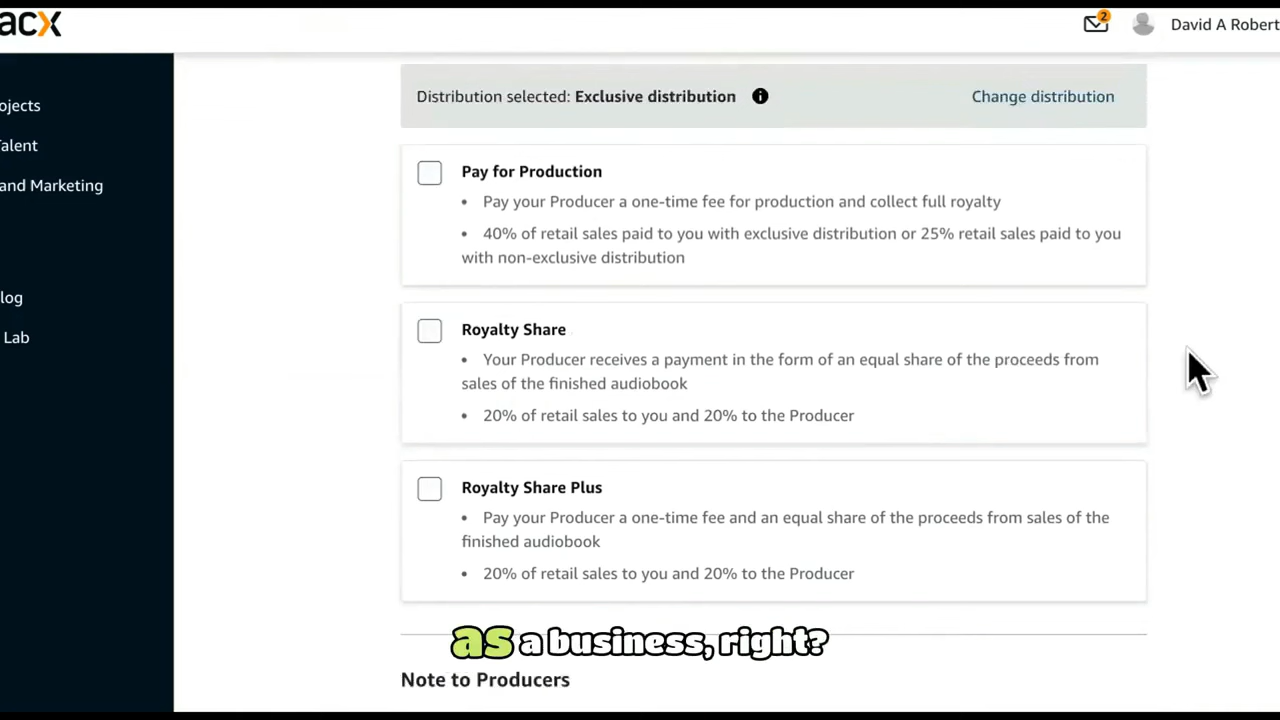 acx
2
David A Robert
ojects
Talent
and Marketing
log
Lab
Distribution selected: Exclusive distribution
Change distribution
Pay for Production
• Pay your Producer a one-time fee for production and collect full royalty
• 40% of retail sales paid to you with exclusive distribution or 25% retail sales paid to you
with non-exclusive distribution
Royalty Share
• Your Producer receives a payment in the form of an equal share of the proceeds from
sales of the finished audiobook
• 20% of retail sales to you and 20% to the Producer
Royalty Share Plus
• Pay your Producer a one-time fee and an equal share of the proceeds from sales of the
finished audiobook
• 20% of retail sales to you and 20% to the Producer
as a business, right?
Note to Producers